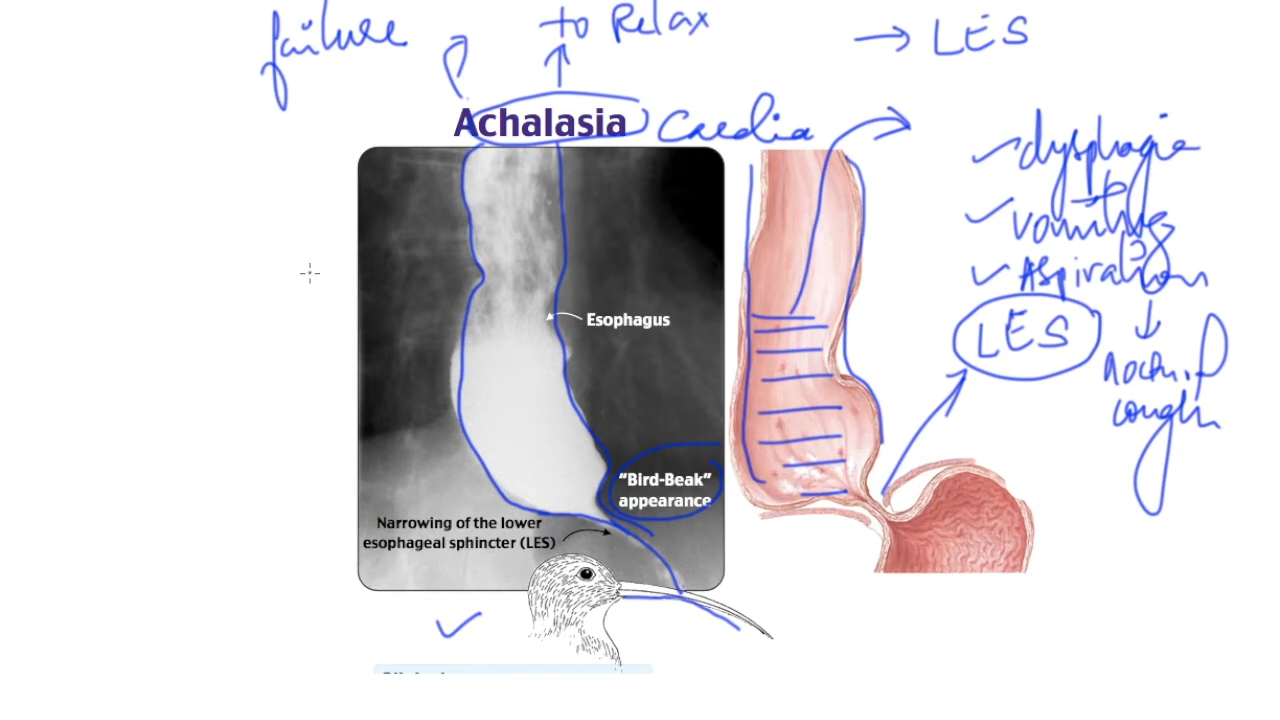 failure
to Relax
→ LES
Achalasia
Cardia
dysphagia
vomiting
Aspiration
Esophagus
LES
nocturnal
cough
"Bird-Beak"
appearance
Narrowing of the lower
esophageal sphincter (LES)